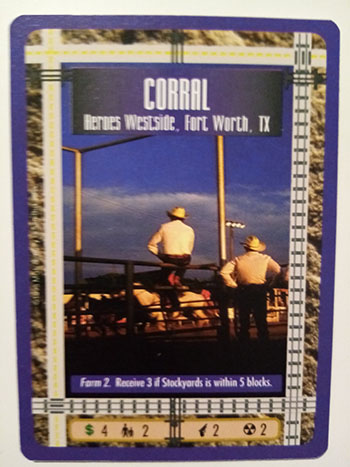 CORRAL
Heroes Westside, Fort Worth, TX
Farm 2. Receive 3 if Stockyards is within 5 blocks.
$ 4 2 2 2